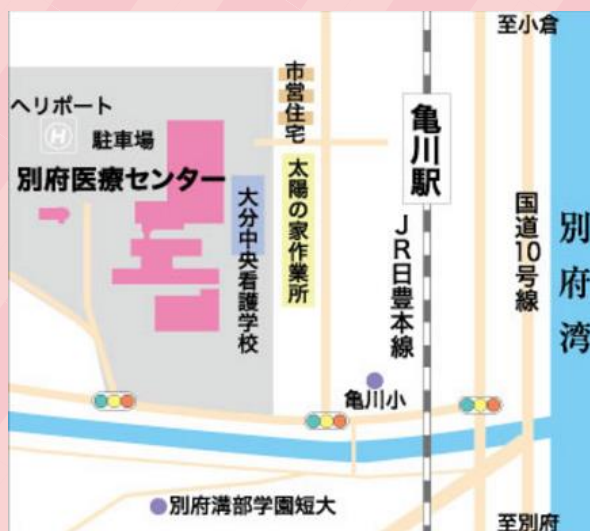 至小倉
市営住宅
ヘリポート
H
駐車場
亀川駅
別府医療センター
太陽の家作業所
大分中央看護学校
国道10号線
別府湾
JR日豊本線
亀川小
別府溝部学園短大
至別府